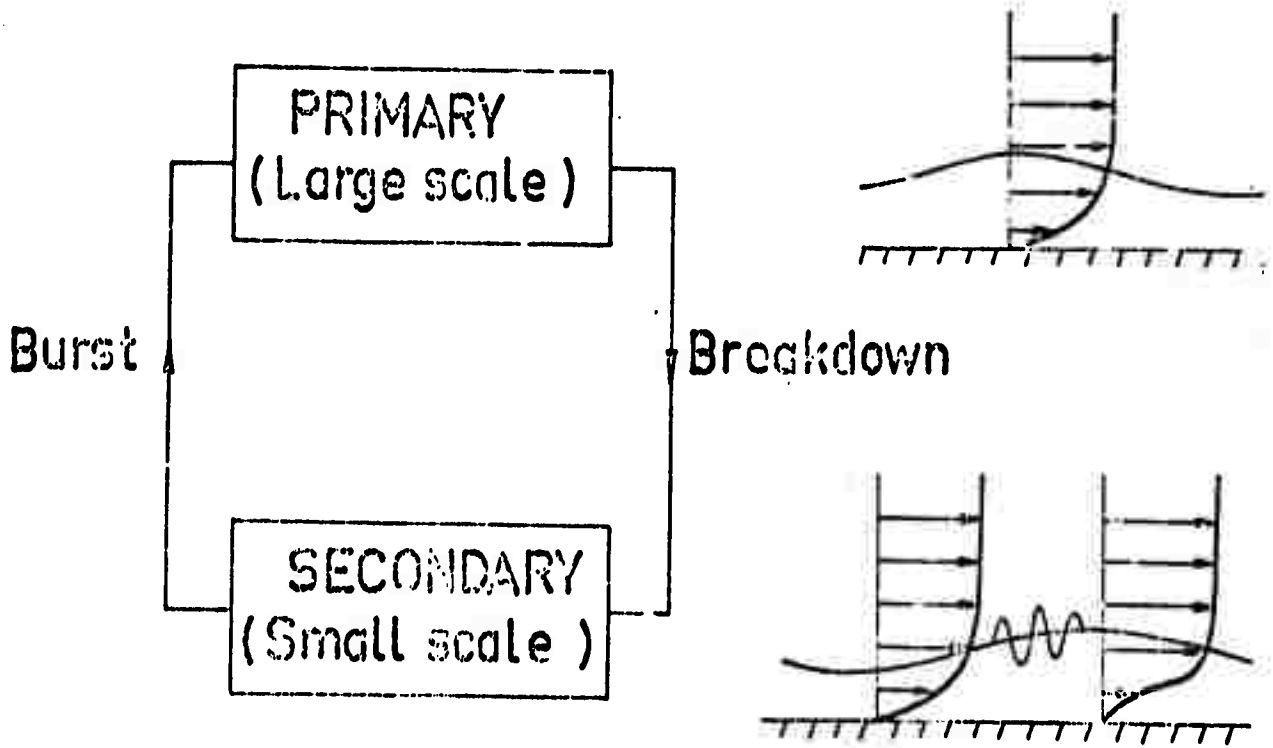 PRIMARY
(Large scale)
Burst
Breakdown
SECONDARY
(Small scale)